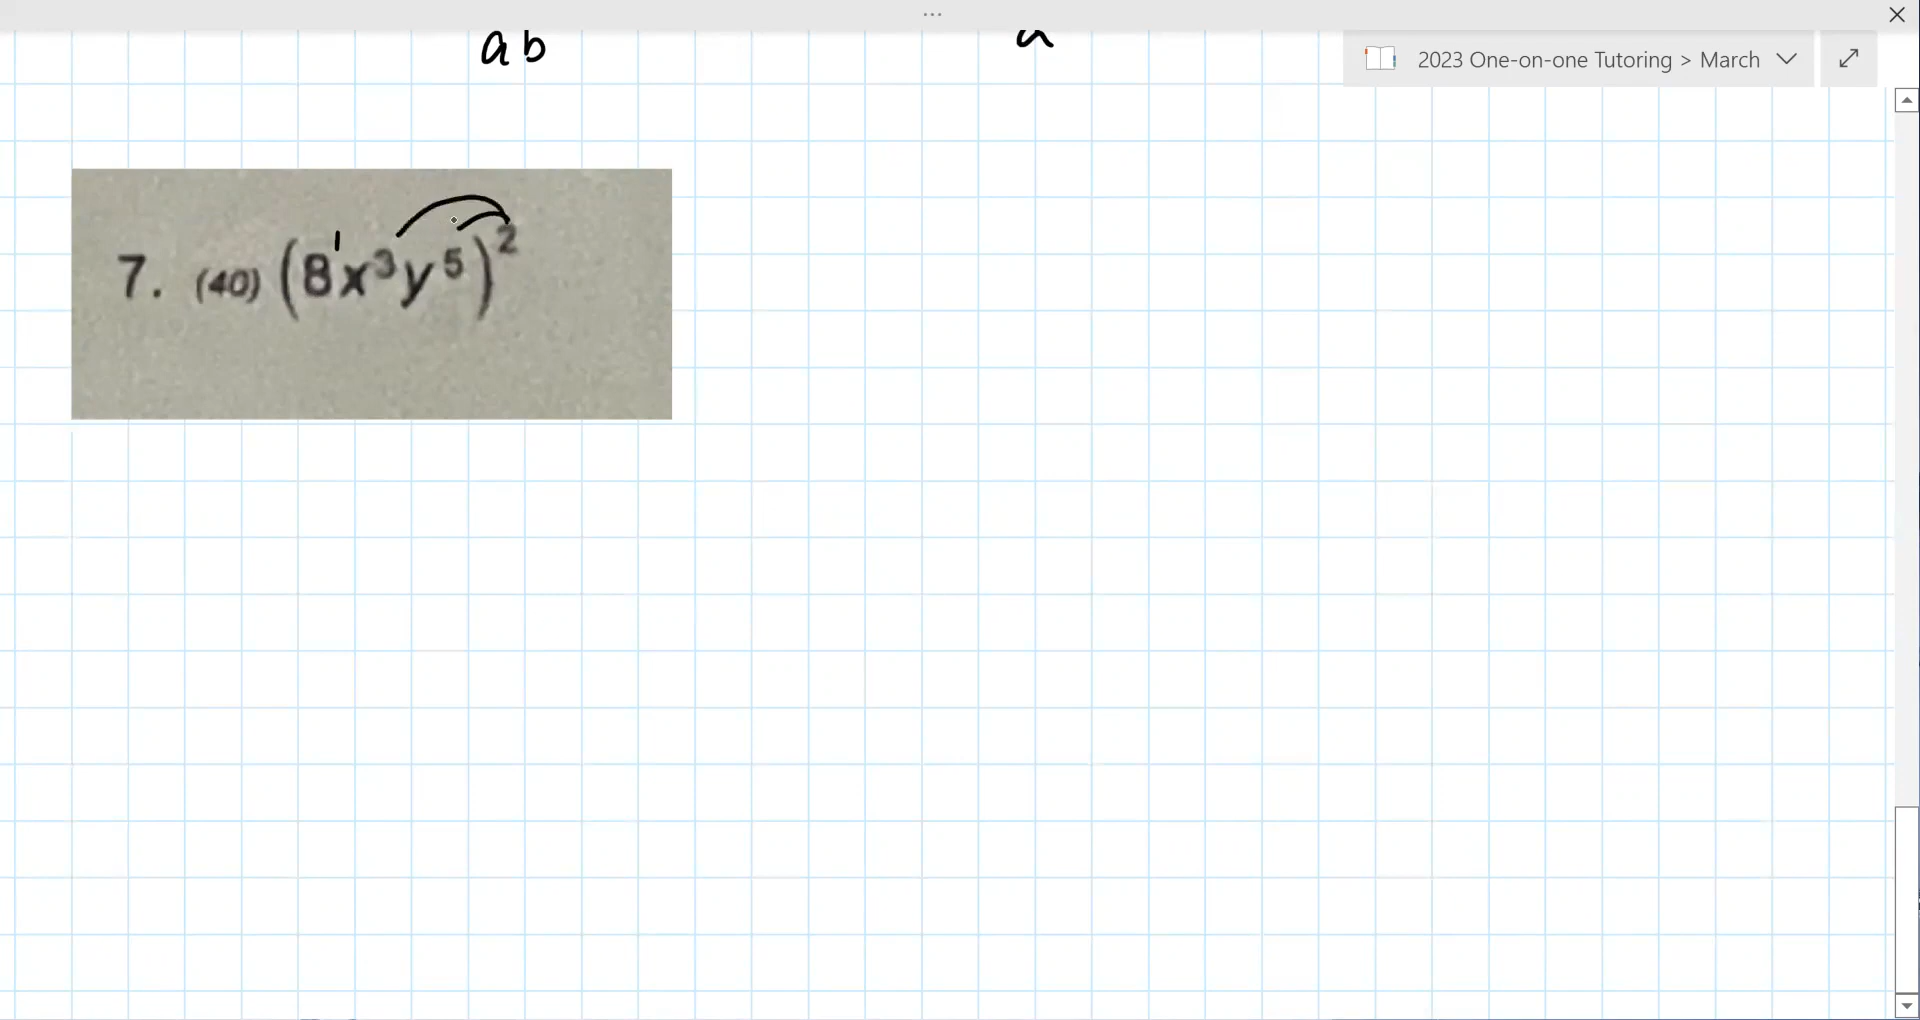 ...
a b
a
2023 One-on-one Tutoring > March
7. (40) (8¹x³y⁵)²